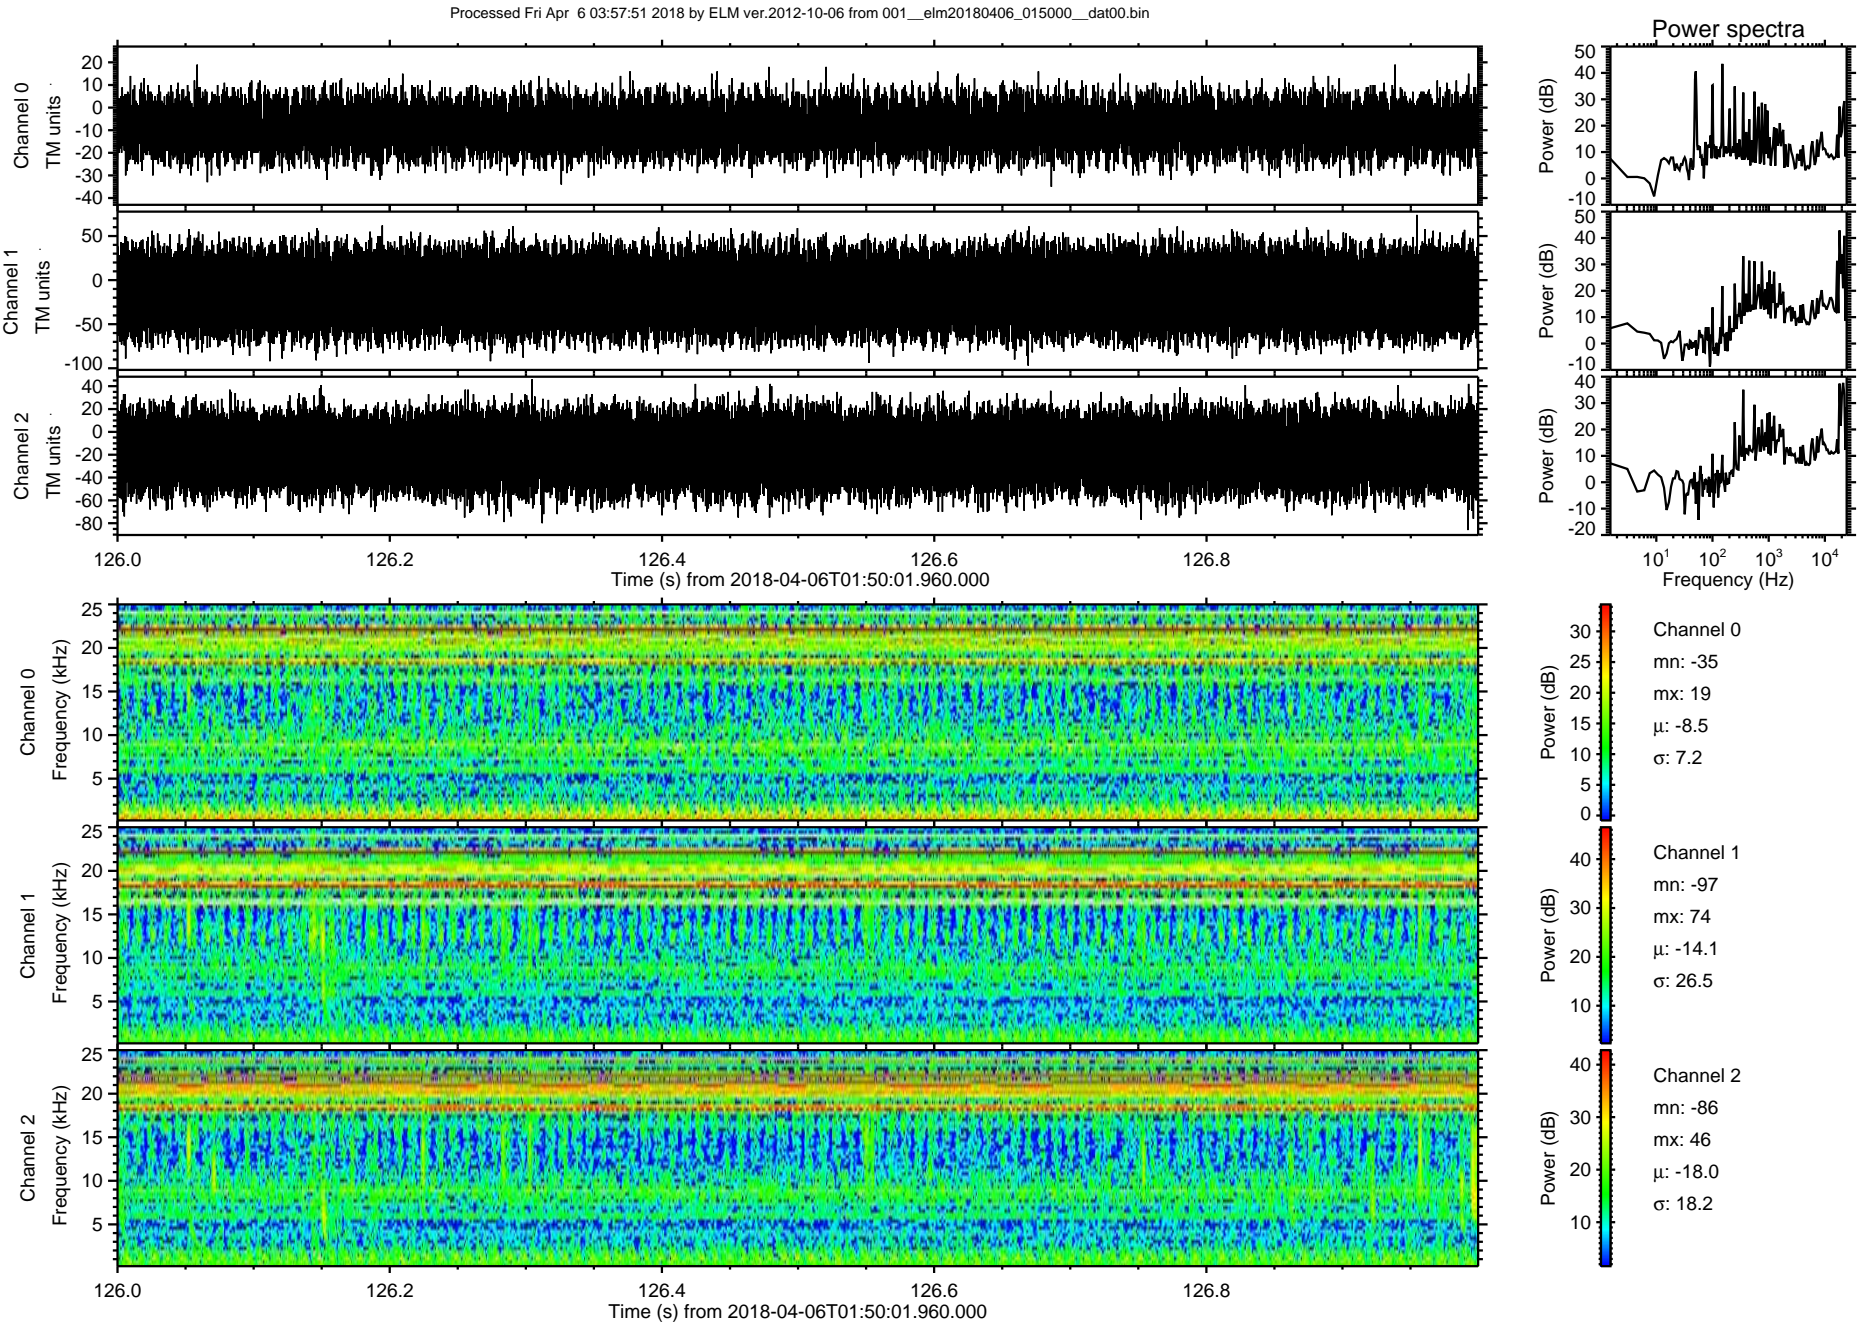 Processed Fri Apr 6 03:57:51 2018 by ELM ver.2012-10-06 from 001__elm20180406_015000__dat00.bin
Power spectra
Channel 0
TM units
20
10
0
-10
-20
-30
-40
Power (dB)
50
40
30
20
10
0
-10
Channel 1
TM units
50
0
-50
-100
Power (dB)
50
40
30
20
10
0
-10
Channel 2
TM units
40
20
0
-20
-40
-60
-80
Power (dB)
40
30
20
10
0
-10
-20
126.0 126.2 126.4 126.6 126.8
Time (s) from 2018-04-06T01:50:01.960.000
10¹ 10² 10³ 10⁴
Frequency (Hz)
Channel 0
Frequency (kHz)
25
20
15
10
5
Power (dB)
30
25
20
15
10
5
0
Channel 0
mn: -35
mx: 19
μ: -8.5
σ: 7.2
Channel 1
Frequency (kHz)
25
20
15
10
5
Power (dB)
40
30
20
10
Channel 1
mn: -97
mx: 74
μ: -14.1
σ: 26.5
Channel 2
Frequency (kHz)
25
20
15
10
5
Power (dB)
40
30
20
10
Channel 2
mn: -86
mx: 46
μ: -18.0
σ: 18.2
126.0 126.2 126.4 126.6 126.8
Time (s) from 2018-04-06T01:50:01.960.000